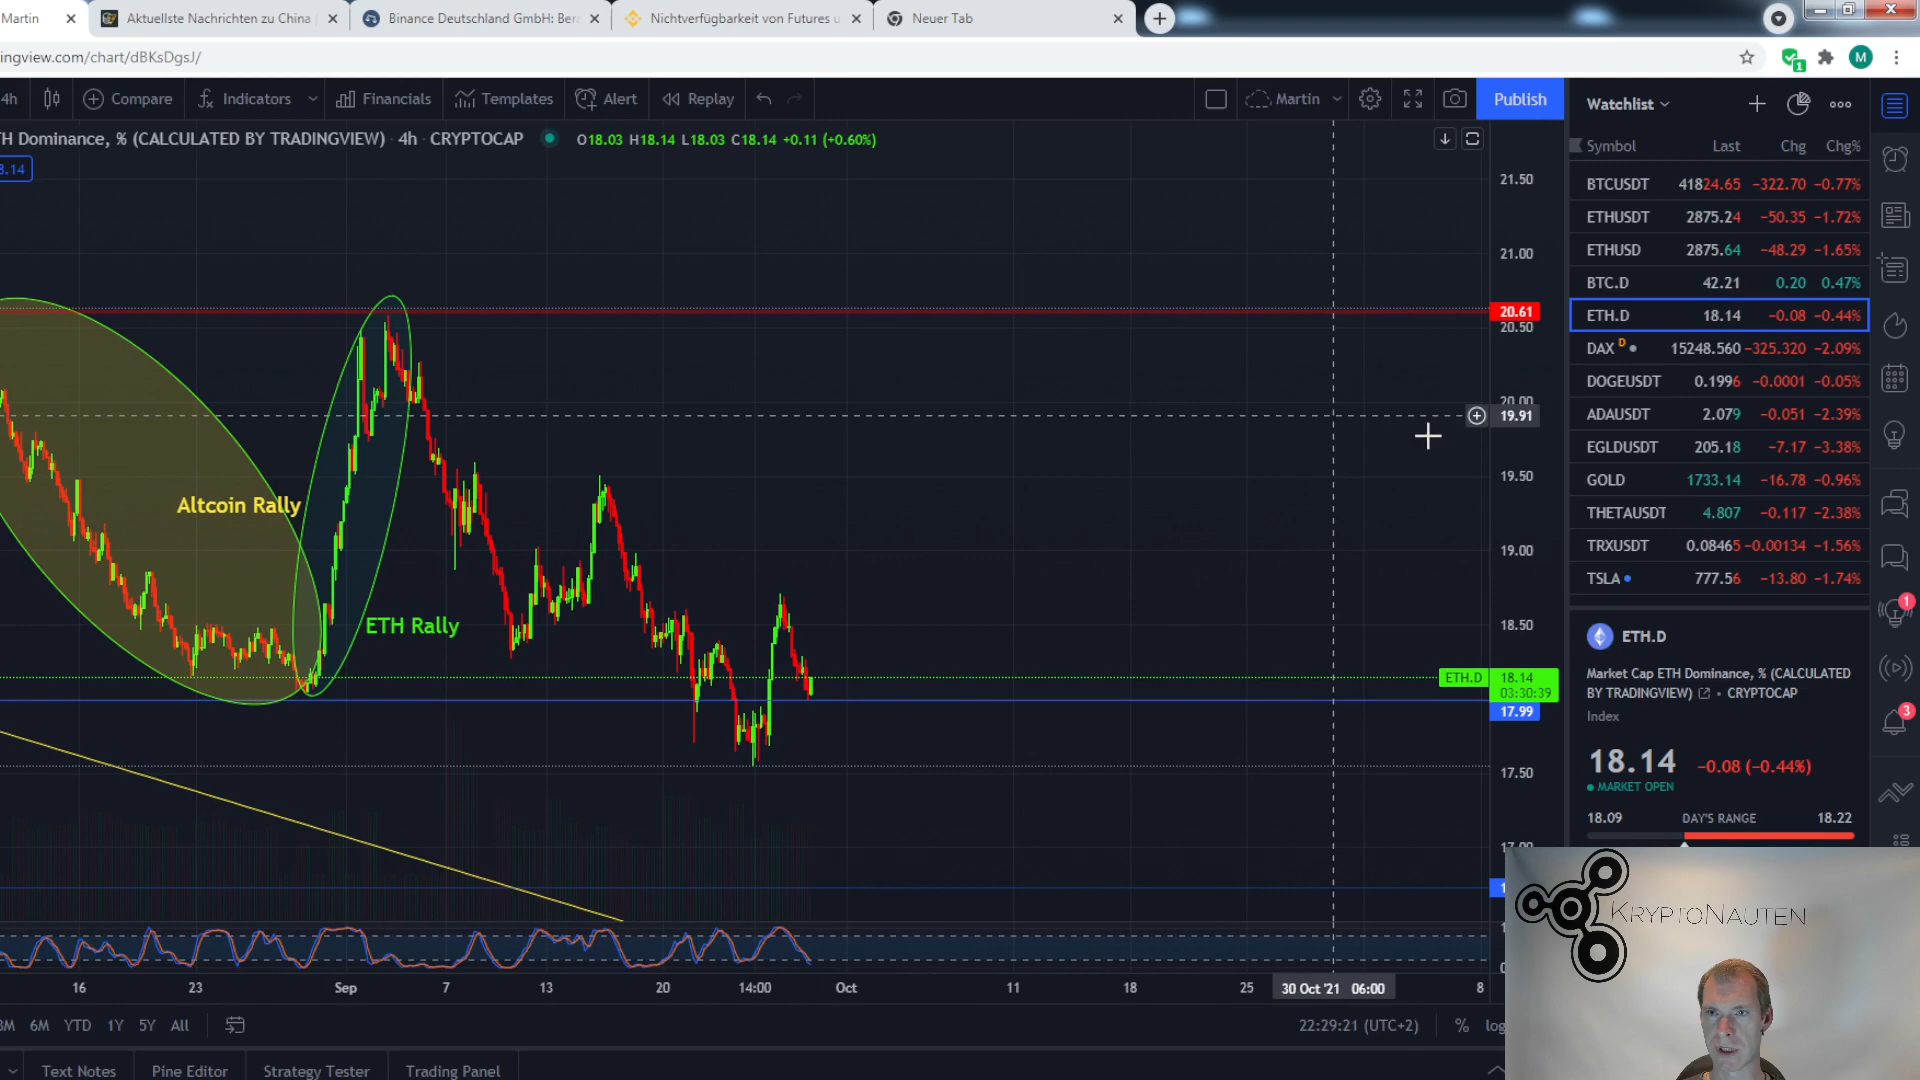 Martin
Aktuellste Nachrichten zu China
Binance Deutschland GmbH: Ber
Nichtverfügbarkeit von Futures u
Neuer Tab
ingview.com/chart/dBKsDgsJ/
1
M
4h
Compare
Indicators
Financials
Templates
Alert
Replay
Martin
Publish
Watchlist
TH Dominance, % (CALCULATED BY TRADINGVIEW) · 4h · CRYPTOCAP
O18.03 H18.14 L18.03 C18.14 +0.11 (+0.60%)
8.14
Symbol Last Chg Chg%
BTCUSDT 41824.65 −322.70 −0.77%
ETHUSDT 2875.24 −50.35 −1.72%
ETHUSD 2875.64 −48.29 −1.65%
BTC.D 42.21 0.20 0.47%
ETH.D 18.14 −0.08 −0.44%
DAX D 15248.560 −325.320 −2.09%
DOGEUSDT 0.1996 −0.0001 −0.05%
ADAUSDT 2.079 −0.051 −2.39%
EGLDUSDT 205.18 −7.17 −3.38%
GOLD 1733.14 −16.78 −0.96%
THETAUSDT 4.807 −0.117 −2.38%
TRXUSDT 0.08465 −0.00134 −1.56%
TSLA 777.56 −13.80 −1.74%
21.50
21.00
20.61
20.50
20.00
19.91
19.50
19.00
18.50
ETH.D 18.14
03:30:39
17.99
17.50
17.00
Altcoin Rally
ETH Rally
1
3
ETH.D
Market Cap ETH Dominance, % (CALCULATED
BY TRADINGVIEW) • CRYPTOCAP
Index
18.14 −0.08 (−0.44%)
MARKET OPEN
18.09 DAY'S RANGE 18.22
KRYPTONAUTEN
16 23 Sep 7 13 20 14:00 Oct 11 18 25 30 Oct '21 06:00 8
3M 6M YTD 1Y 5Y All
22:29:21 (UTC+2) % log
Text Notes
Pine Editor
Strategy Tester
Trading Panel